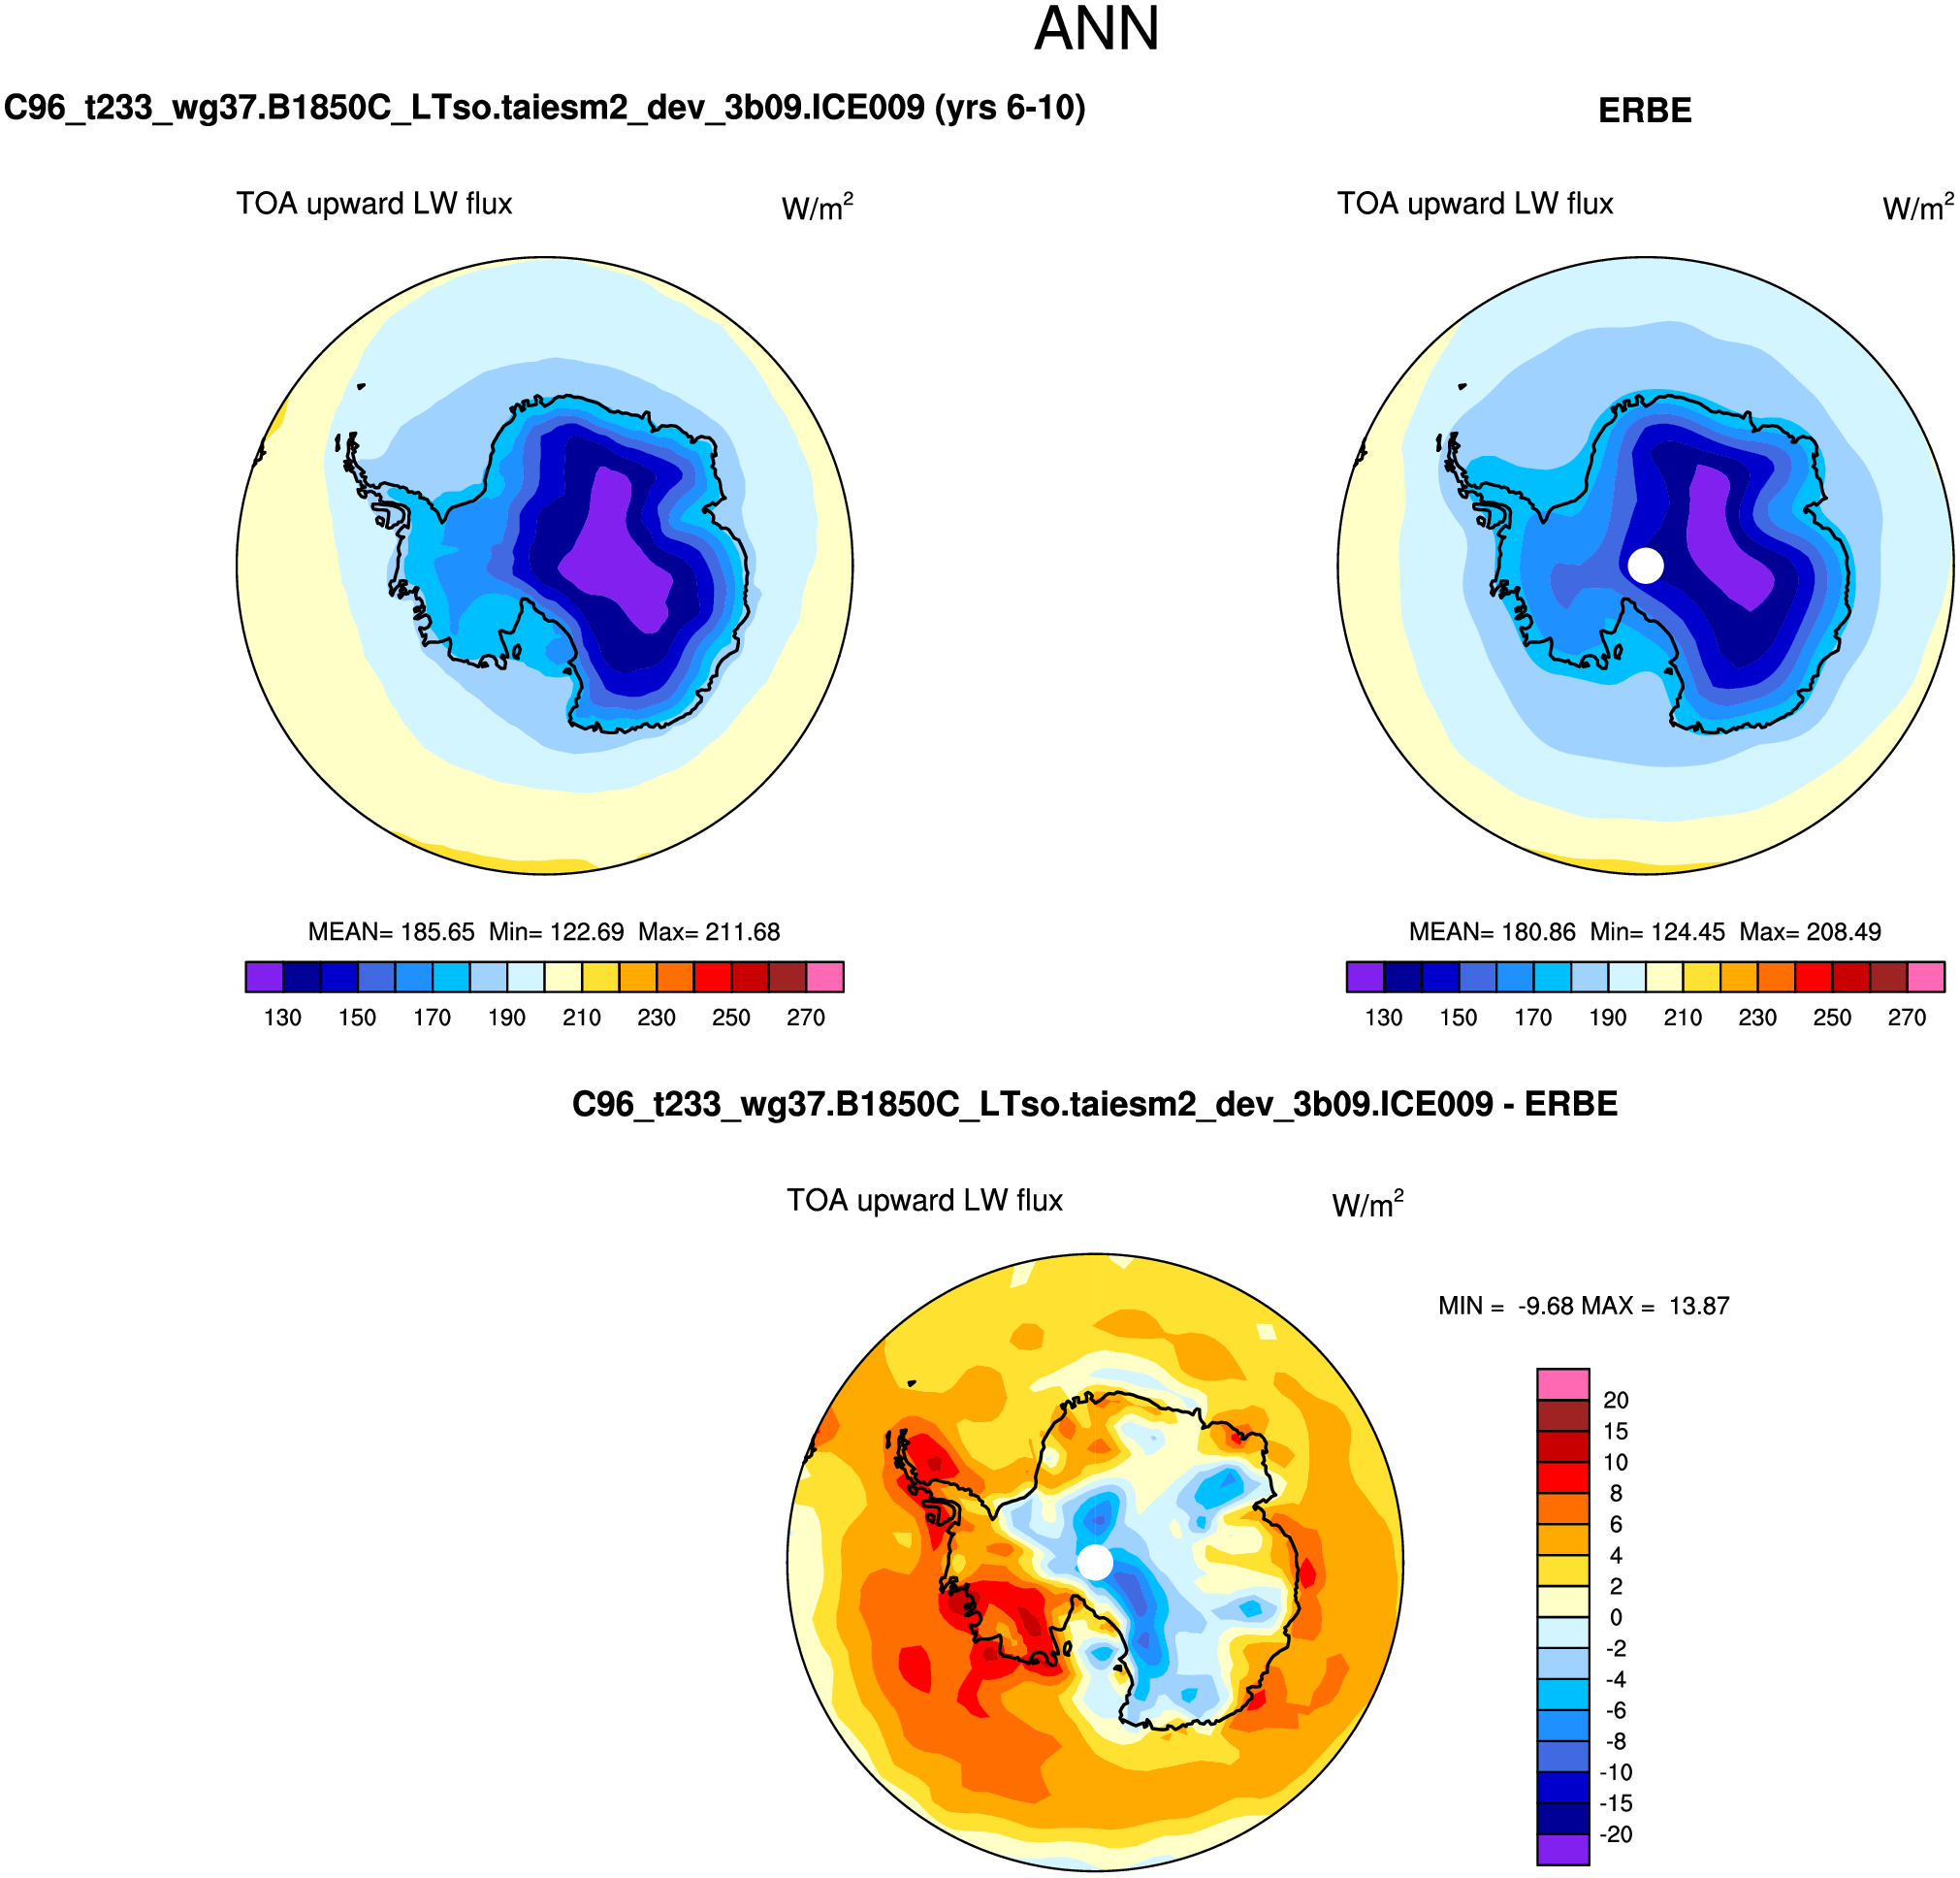 ANN
C96_t233_wg37.B1850C_LTso.taiesm2_dev_3b09.ICE009 (yrs 6-10)
ERBE
TOA upward LW flux W/m²
TOA upward LW flux W/m²
MEAN= 185.65 Min= 122.69 Max= 211.68
MEAN= 180.86 Min= 124.45 Max= 208.49
130 150 170 190 210 230 250 270
130 150 170 190 210 230 250 270
C96_t233_wg37.B1850C_LTso.taiesm2_dev_3b09.ICE009 - ERBE
TOA upward LW flux W/m²
MIN = -9.68 MAX = 13.87
20
15
10
8
6
4
2
0
-2
-4
-6
-8
-10
-15
-20